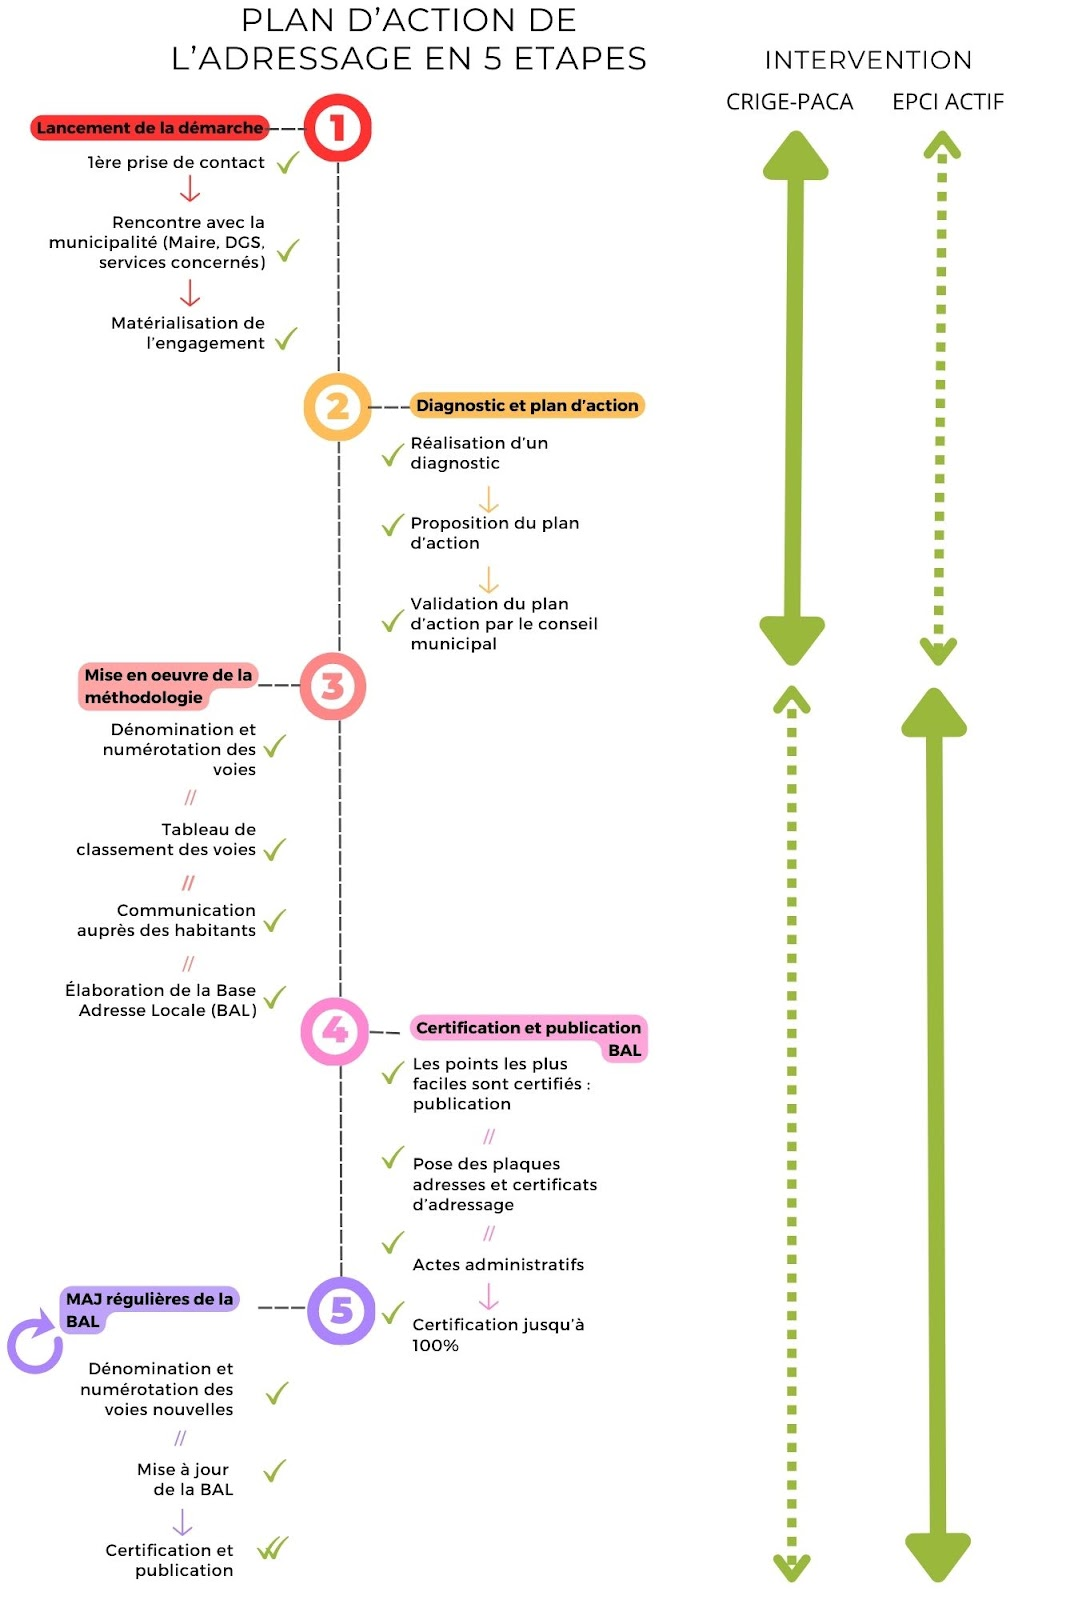 PLAN D’ACTION DE
L’ADRESSAGE EN 5 ETAPES
INTERVENTION
CRIGE-PACA
EPCI ACTIF
1
Lancement de la démarche
1ère prise de contact
Rencontre avec la
municipalité (Maire, DGS,
services concernés)
Matérialisation de
l’engagement
2
Diagnostic et plan d’action
Réalisation d’un
diagnostic
Proposition du plan
d’action
Validation du plan
d’action par le conseil
municipal
3
Mise en oeuvre de la
méthodologie
Dénomination et
numérotation des
voies
//
Tableau de
classement des voies
//
Communication
auprès des habitants
//
Élaboration de la Base
Adresse Locale (BAL)
4
Certification et publication
BAL
Les points les plus
faciles sont certifiés :
publication
//
Pose des plaques
adresses et certificats
d’adressage
//
Actes administratifs
Certification jusqu’à
100%
5
MAJ régulières de la
BAL
Dénomination et
numérotation des
voies nouvelles
//
Mise à jour
de la BAL
Certification et
publication